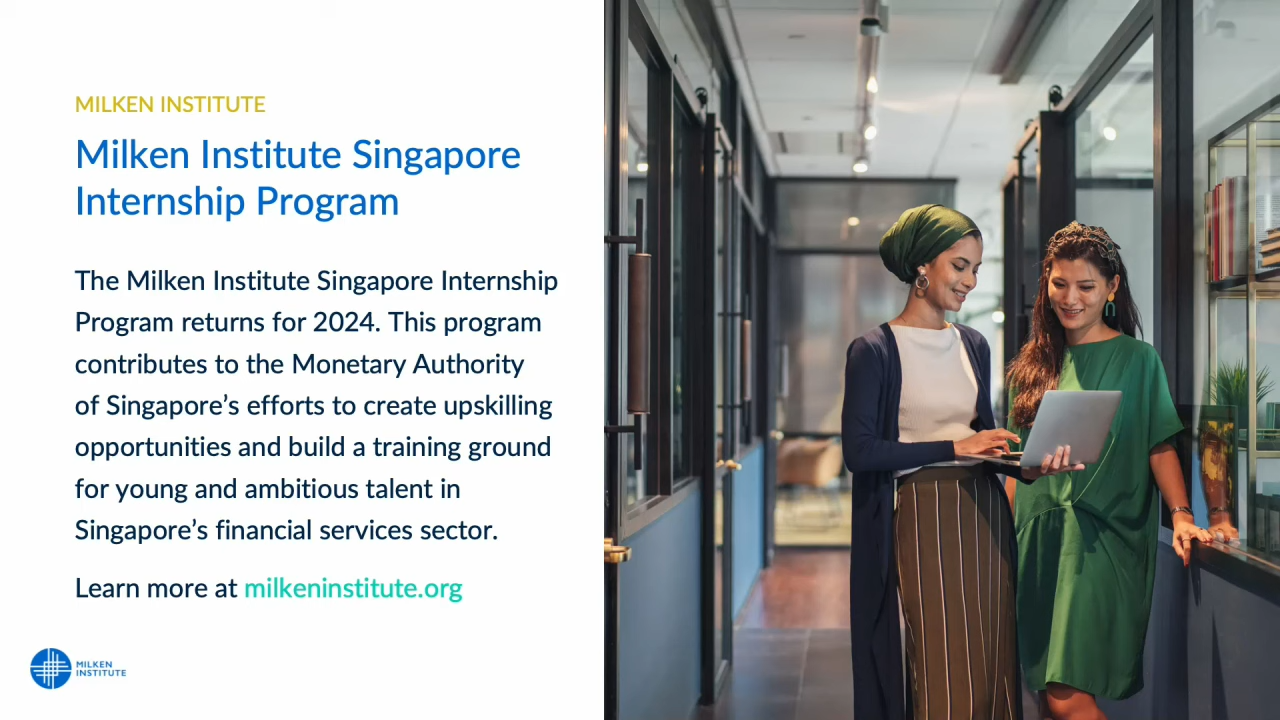 MILKEN INSTITUTE
Milken Institute Singapore
Internship Program
The Milken Institute Singapore Internship
Program returns for 2024. This program
contributes to the Monetary Authority
of Singapore’s efforts to create upskilling
opportunities and build a training ground
for young and ambitious talent in
Singapore’s financial services sector.
Learn more at milkeninstitute.org
MILKEN
INSTITUTE